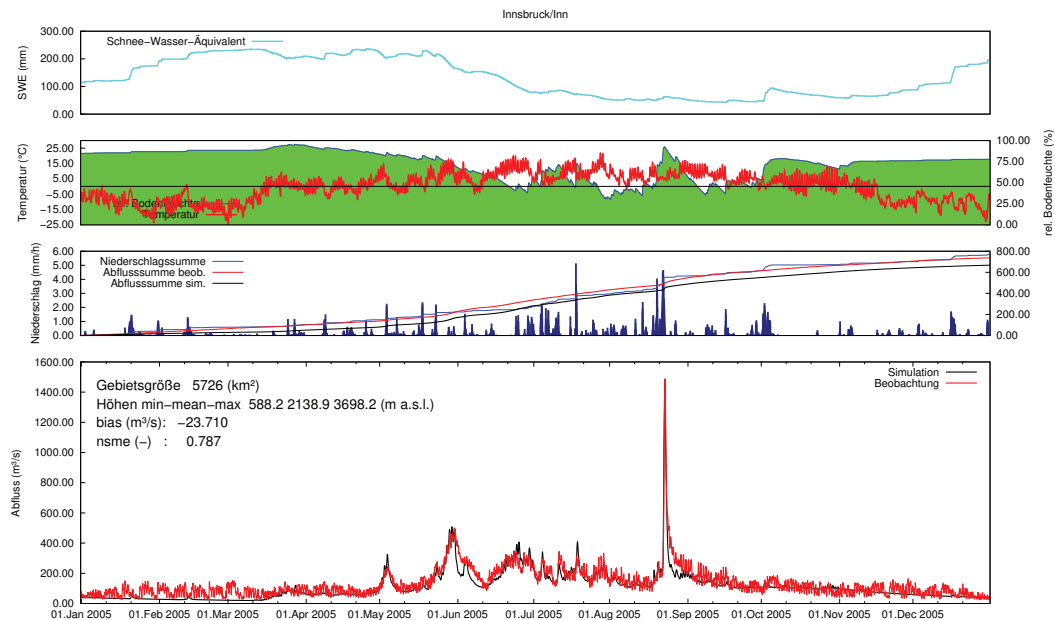 Innsbruck/Inn
Schnee−Wasser−Äquivalent
SWE (mm)
300.00
200.00
100.00
0.00
Temperatur (°C)
25.00
15.00
5.00
−5.00
−15.00
−25.00
Temperatur
100.00
75.00
50.00
25.00
0.00
rel. Bodenfeuchte (%)
Niederschlagssumme
Abflusssumme beob.
Abflusssumme sim.
Niederschlag (mm/h)
6.00
5.00
4.00
3.00
2.00
1.00
0.00
800.00
600.00
400.00
200.00
0.00
Simulation
Beobachtung
Gebietsgröße 5726 (km²)
Höhen min−mean−max 588.2 2138.9 3698.2 (m a.s.l.)
bias (m³/s): −23.710
nsme (−) : 0.787
Abfluss (m³/s)
1600.00
1400.00
1200.00
1000.00
800.00
600.00
400.00
200.00
0.00
01.Jan 2005 01.Feb 2005 01.Mar 2005 01.Apr 2005 01.May 2005 01.Jun 2005 01.Jul 2005 01.Aug 2005 01.Sep 2005 01.Oct 2005 01.Nov 2005 01.Dec 2005